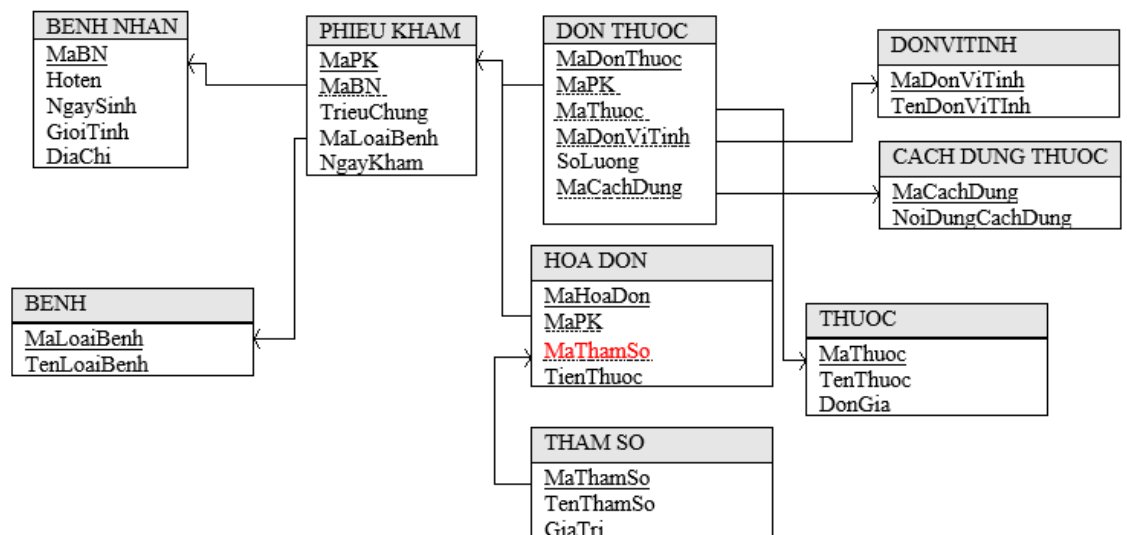 BENH NHAN
MaBN
Hoten
NgaySinh
GioiTinh
DiaChi
PHIEU KHAM
MaPK
MaBN
TrieuChung
MaLoaiBenh
NgayKham
DON THUOC
MaDonThuoc
MaPK
MaThuoc
MaDonViTinh
SoLuong
MaCachDung
DONVITINH
MaDonViTinh
TenDonViTInh
CACH DUNG THUOC
MaCachDung
NoiDungCachDung
BENH
MaLoaiBenh
TenLoaiBenh
HOA DON
MaHoaDon
MaPK
MaThamSo
TienThuoc
THUOC
MaThuoc
TenThuoc
DonGia
THAM SO
MaThamSo
TenThamSo
GiaTri